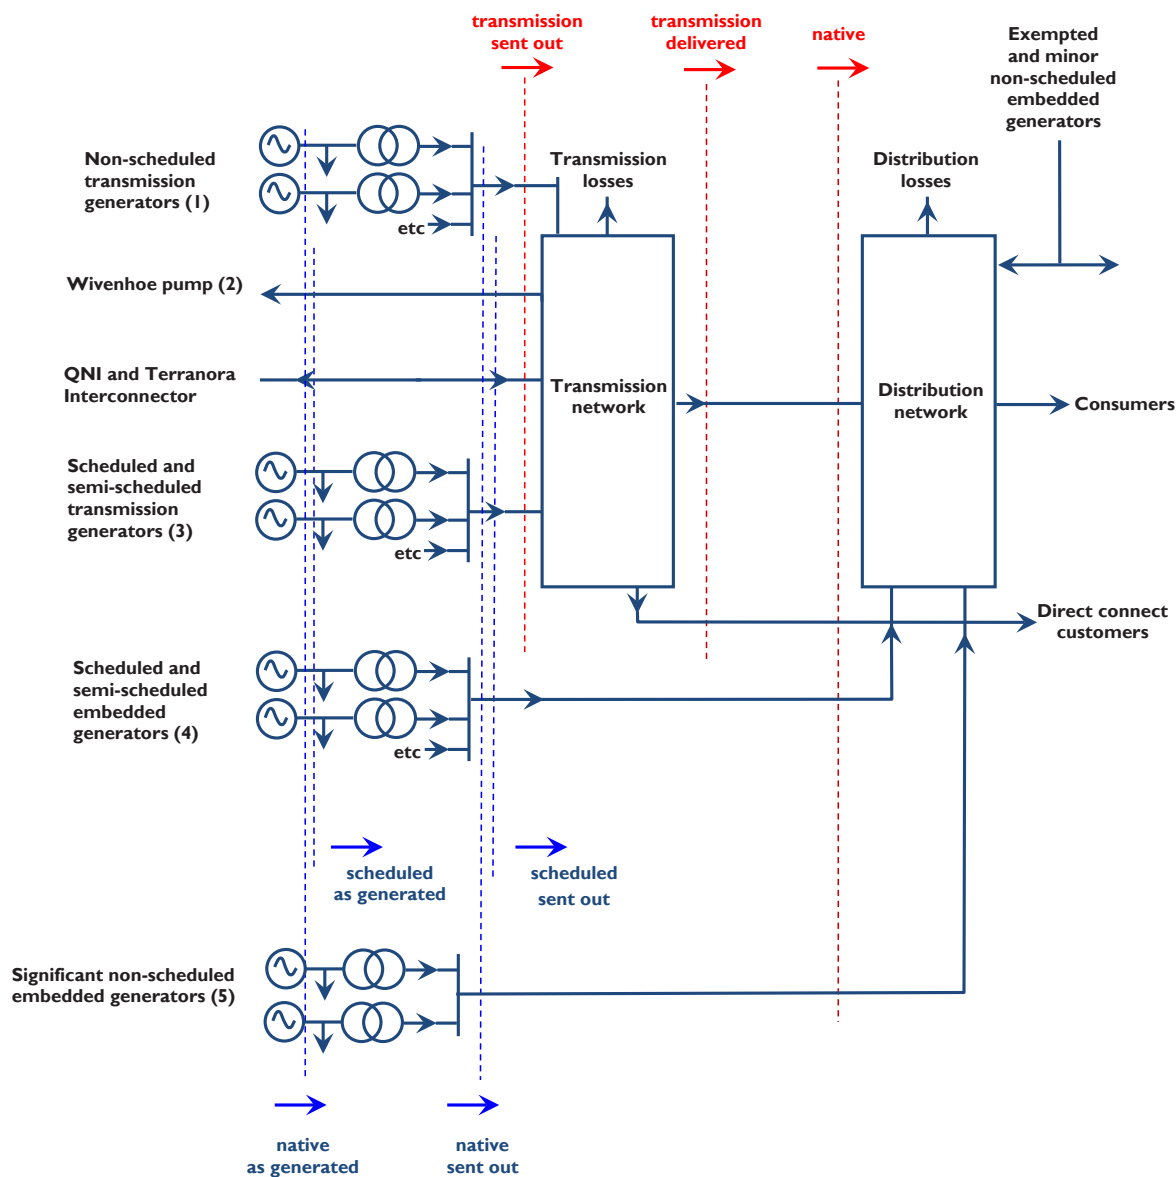 transmission
sent out
transmission
delivered
native
Exempted
and minor
non-scheduled
embedded
generators
Non-scheduled
transmission
generators (1)
etc
Transmission
losses
Distribution
losses
Wivenhoe pump (2)
QNI and Terranora
Interconnector
Transmission
network
Distribution
network
Consumers
Scheduled and
semi-scheduled
transmission
generators (3)
etc
Direct connect
customers
Scheduled and
semi-scheduled
embedded
generators (4)
etc
scheduled
as generated
scheduled
sent out
Significant non-scheduled
embedded generators (5)
native
as generated
native
sent out